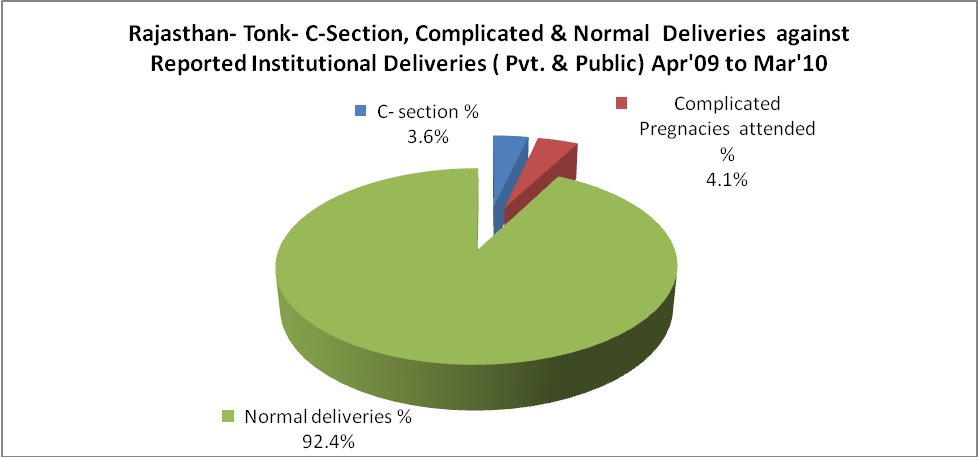 Rajasthan- Tonk- C-Section, Complicated & Normal Deliveries against
Reported Institutional Deliveries ( Pvt. & Public) Apr'09 to Mar'10
C- section %
3.6%
Complicated
Pregnacies attended
%
4.1%
Normal deliveries %
92.4%